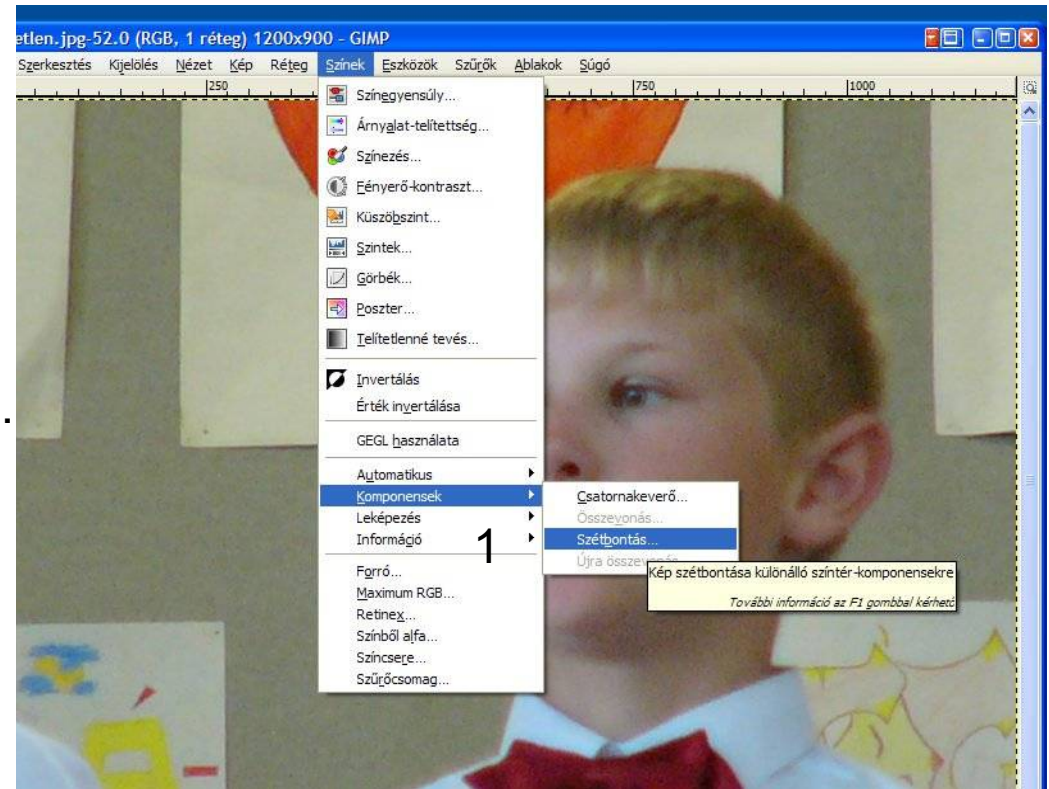 etlen.jpg-52.0 (RGB, 1 réteg) 1200x900 - GIMP
Szerkesztés Kijelölés Nézet Kép Réteg Színek Eszközök Szűrők Ablakok Súgó
250 750 1000
Színegyensúly...
Árnyalat-telítettség...
Színezés...
Fényerő-kontraszt...
Küszöbszint...
Szintek...
Görbék...
Poszter...
Telítetlenné tevés...
Invertálás
Érték invertálása
GEGL használata
Automatikus
Komponensek
Leképezés
Információ
1
Forró...
Maximum RGB...
Retinex...
Színből alfa...
Színcsere...
Szűrőcsomag...
Csatornakeverő...
Összevonás...
Szétbontás...
Újra összevonás
Kép szétbontása különálló színtér-komponensekre
További információ az F1 gombbal kérhető
.